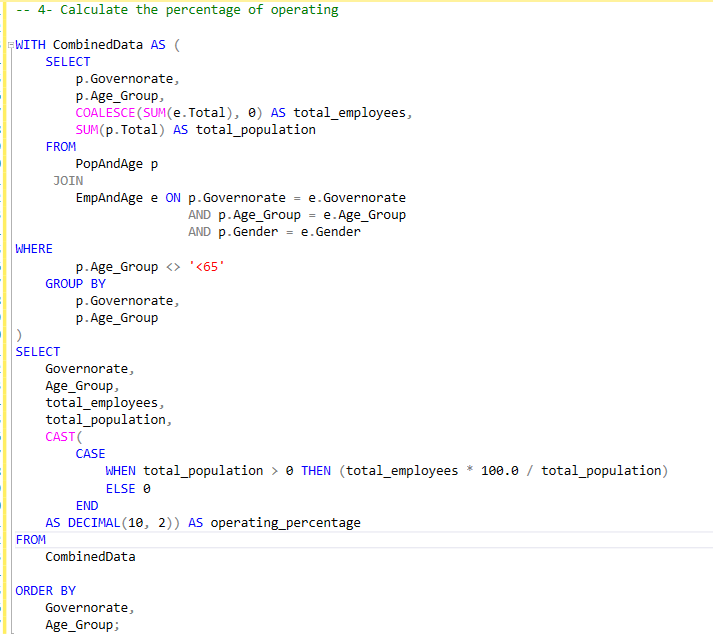 -- 4- Calculate the percentage of operating
WITH CombinedData AS (
    SELECT
        p.Governorate,
        p.Age_Group,
        COALESCE(SUM(e.Total), 0) AS total_employees,
        SUM(p.Total) AS total_population
    FROM
        PopAndAge p
     JOIN
        EmpAndAge e ON p.Governorate = e.Governorate
                       AND p.Age_Group = e.Age_Group
                       AND p.Gender = e.Gender
WHERE
        p.Age_Group <> '<65'
    GROUP BY
        p.Governorate,
        p.Age_Group
)
SELECT
    Governorate,
    Age_Group,
    total_employees,
    total_population,
    CAST(
        CASE
            WHEN total_population > 0 THEN (total_employees * 100.0 / total_population)
            ELSE 0
        END
    AS DECIMAL(10, 2)) AS operating_percentage
FROM
    CombinedData
ORDER BY
    Governorate,
    Age_Group;